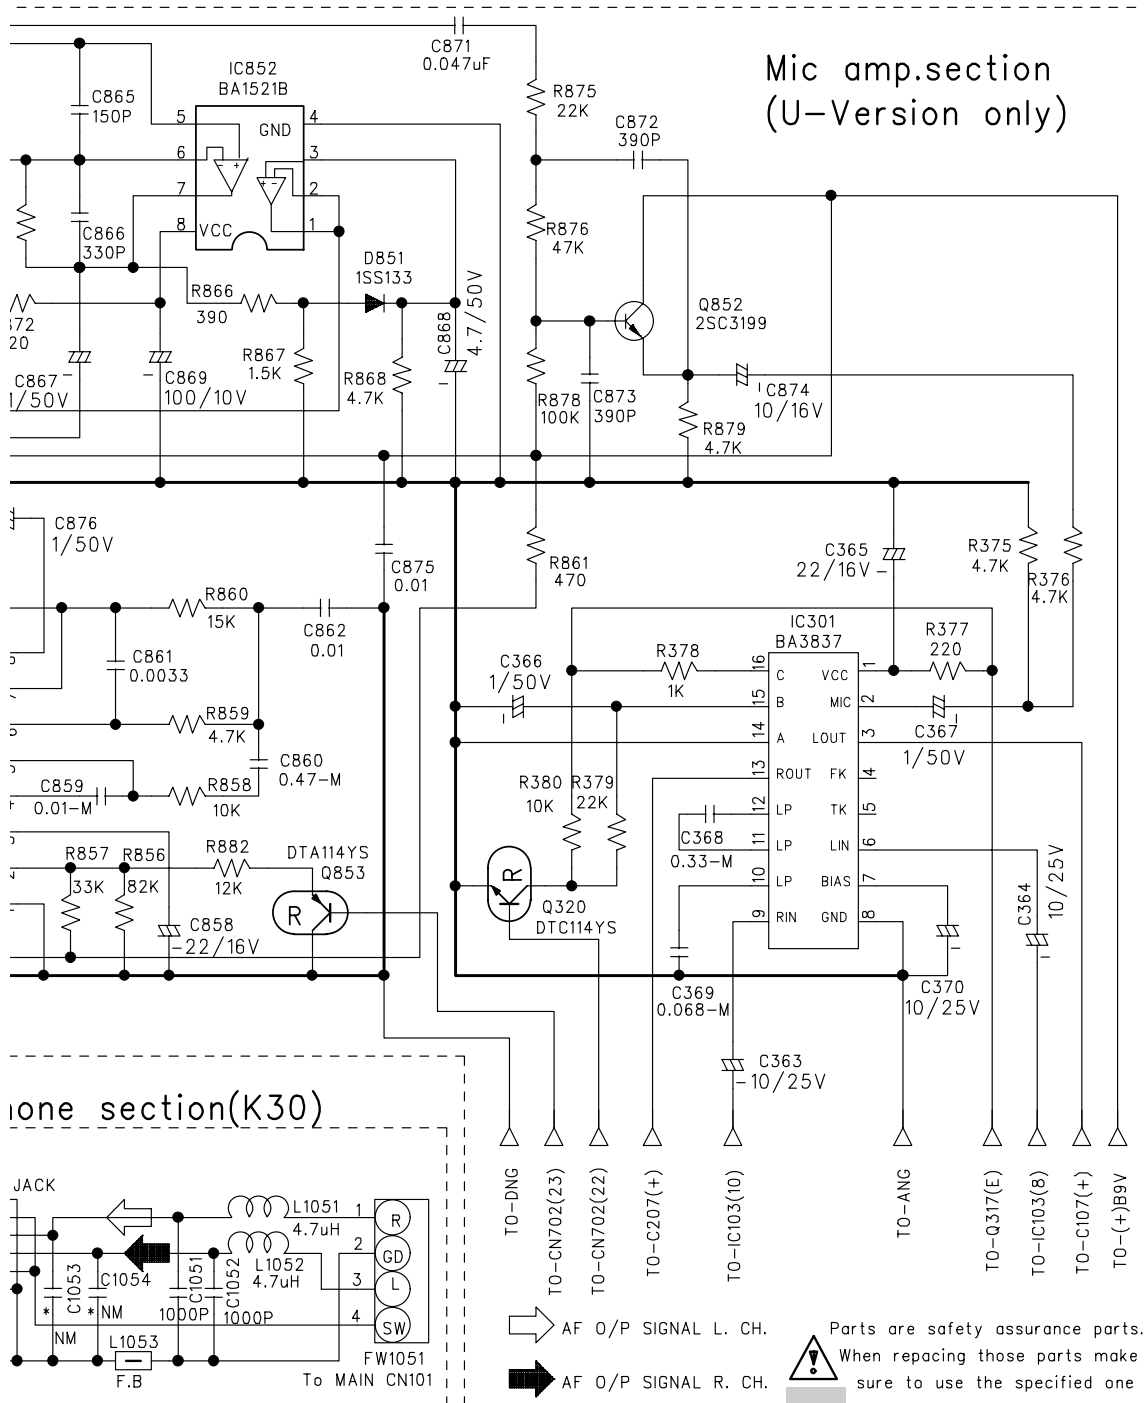 C871
0.047uF
Mic amp.section
(U-Version only)
IC852
BA1521B
C865
150P
5
GND
4
6
3
7
2
8
VCC
1
- +
+ -
R875
22K
C872
390P
C866
330P
R876
47K
D851
1SS133
R866
390
872
20
C868
4.7/50V
Q852
2SC3199
C867
1/50V
C869
100/10V
R867
1.5K
R868
4.7K
R878
100K
C873
390P
C874
10/16V
R879
4.7K
C876
1/50V
C875
0.01
R861
470
C365
22/16V
R375
4.7K
R376
4.7K
R860
15K
C862
0.01
C861
0.0033
R859
4.7K
C860
0.47-M
C859
0.01-M
R858
10K
IC301
BA3837
R378
1K
R377
220
C366
1/50V
C367
1/50V
16
C
VCC
1
15
B
MIC
2
14
A
LOUT
3
13
ROUT
FK
4
12
LP
TK
5
11
LP
LIN
6
10
LP
BIAS
7
9
RIN
GND
8
R380
10K
R379
22K
C368
0.33-M
C364
10/25V
R857
33K
R856
82K
R882
12K
DTA114YS
Q853
R
R
Q320
DTC114YS
C858
22/16V
C369
0.068-M
C370
10/25V
C363
10/25V
one section(K30)
TO-DNG
TO-CN702(23)
TO-CN702(22)
TO-C207(+)
TO-IC103(10)
TO-ANG
TO-Q317(E)
TO-IC103(8)
TO-C107(+)
TO-(+)B9V
JACK
L1051
4.7uH
L1052
4.7uH
1
R
2
GD
3
L
4
SW
C1053
* NM
C1054
* NM
C1051
1000P
C1052
1000P
L1053
F.B
FW1051
To MAIN CN101
AF O/P SIGNAL L. CH.
AF O/P SIGNAL R. CH.
!
Parts are safety assurance parts.
When repacing those parts make
sure to use the specified one